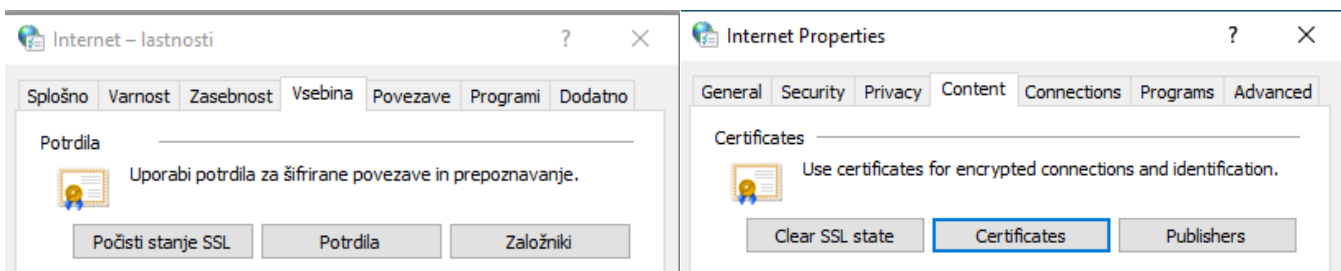 Internet – lastnosti
?
Splošno Varnost Zasebnost Vsebina Povezave Programi Dodatno
Potrdila
Uporabi potrdila za šifrirane povezave in prepoznavanje.
Počisti stanje SSL Potrdila Založniki
Internet Properties
?
General Security Privacy Content Connections Programs Advanced
Certificates
Use certificates for encrypted connections and identification.
Clear SSL state Certificates Publishers